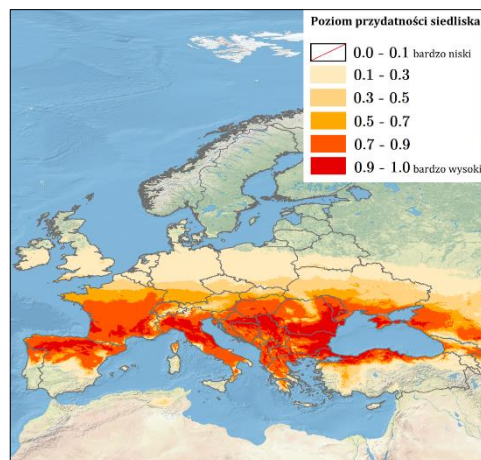 Poziom przydatności siedliska
0.0 - 0.1 bardzo niski
0.1 - 0.3
0.3 - 0.5
0.5 - 0.7
0.7 - 0.9
0.9 - 1.0 bardzo wysoki